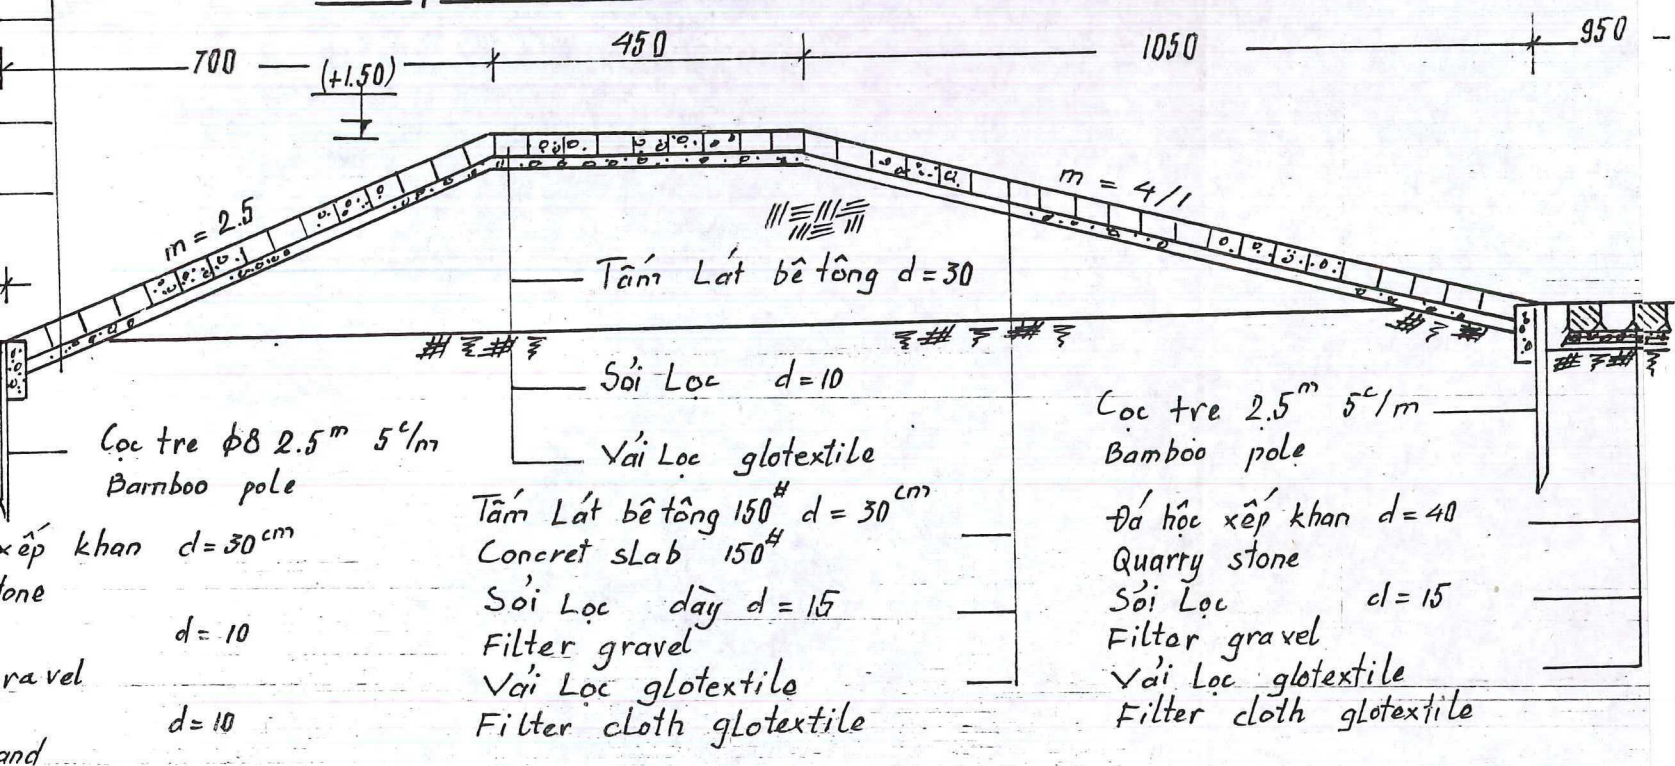 700
450
1050
950
(+1.50)
m = 2.5
m = 4/1
Tấm Lát bê tông d=30
Sỏi Lọc d=10
Vải Lọc glotextile
Cọc tre ϕ8 2.5m 5c/m
Bamboo pole
xếp khan d=30cm
tone
d=10
ravel
d=10
and
Tấm Lát bê tông 150# d=30cm
Concret sLab 150#
Sỏi Lọc dày d=15
Filter gravel
Vải Lọc glotextile
Filter cloth glotextile
Cọc tre 2.5m 5c/m
Bamboo pole
Đá hộc xếp khan d=40
Quarry stone
Sỏi Lọc d=15
Filter gravel
Vải Lọc glotextile
Filter cloth glotextile